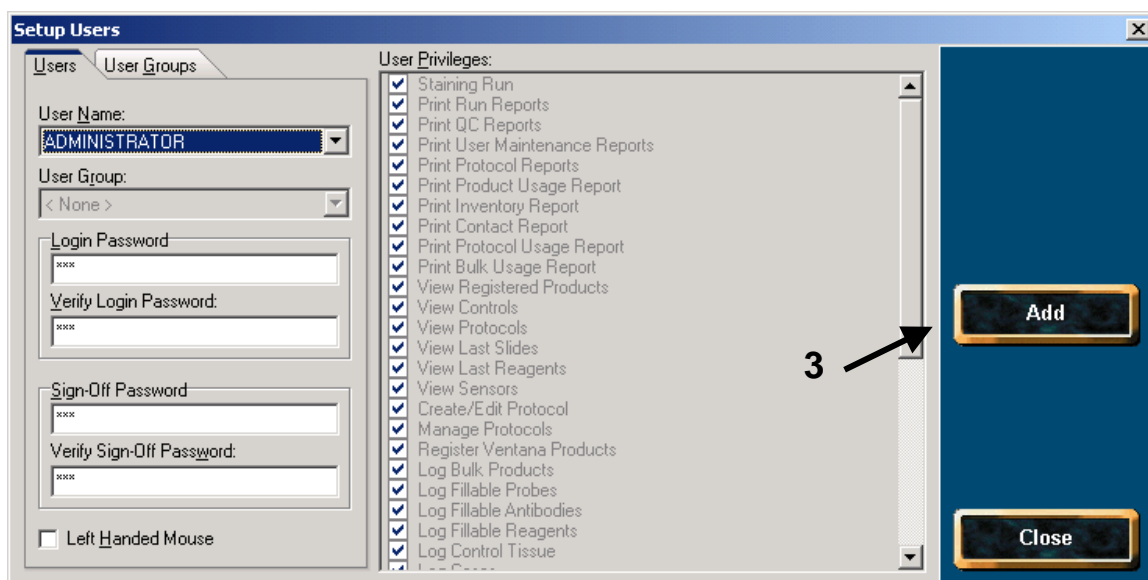 Setup Users
Users
User Groups
User Name:
ADMINISTRATOR
User Group:
< None >
Login Password
***
Verify Login Password:
***
Sign-Off Password
***
Verify Sign-Off Password:
***
Left Handed Mouse
User Privileges:
Staining Run
Print Run Reports
Print QC Reports
Print User Maintenance Reports
Print Protocol Reports
Print Product Usage Report
Print Inventory Report
Print Contact Report
Print Protocol Usage Report
Print Bulk Usage Report
View Registered Products
View Controls
View Protocols
View Last Slides
View Last Reagents
View Sensors
Create/Edit Protocol
Manage Protocols
Register Ventana Products
Log Bulk Products
Log Fillable Probes
Log Fillable Antibodies
Log Fillable Reagents
Log Control Tissue
3
Add
Close